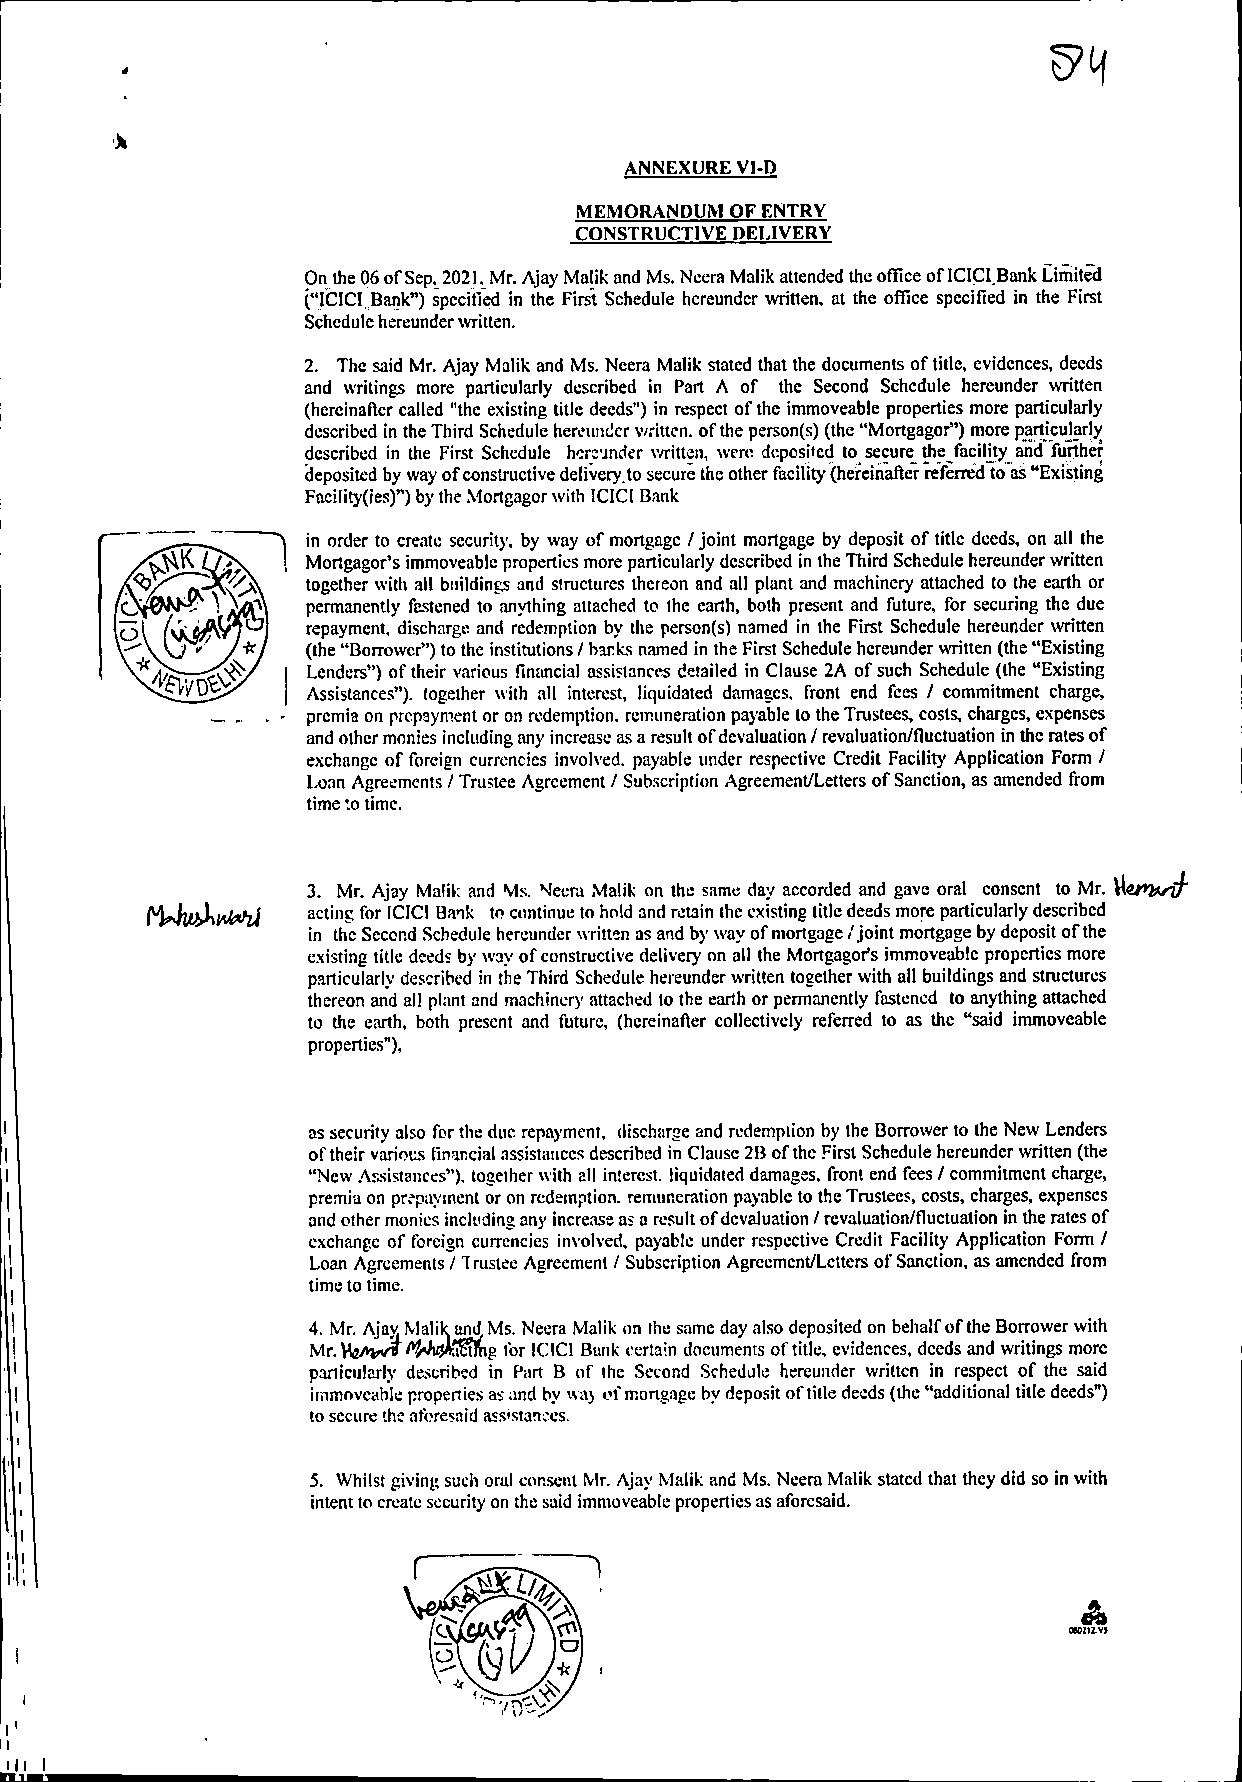 84
ANNEXURE VI-D
MEMORANDUM OF ENTRY
CONSTRUCTIVE DELIVERY
On the 06 of Sep, 2021, Mr. Ajay Malik and Ms. Neera Malik attended the office of ICICI Bank Limited
("ICICI Bank") specified in the First Schedule hereunder written, at the office specified in the First
Schedule hereunder written.
2. The said Mr. Ajay Malik and Ms. Neera Malik stated that the documents of title, evidences, deeds
and writings more particularly described in Part A of the Second Schedule hereunder written
(hereinafter called "the existing title deeds") in respect of the immoveable properties more particularly
described in the Third Schedule hereunder written, of the person(s) (the "Mortgagor") more particularly
described in the First Schedule hereunder written, were deposited to secure the facility and further
deposited by way of constructive delivery to secure the other facility (hereinafter referred to as "Existing
Facility(ies)") by the Mortgagor with ICICI Bank
in order to create security, by way of mortgage / joint mortgage by deposit of title deeds, on all the
Mortgagor's immoveable properties more particularly described in the Third Schedule hereunder written
together with all buildings and structures thereon and all plant and machinery attached to the earth or
permanently fastened to anything attached to the earth, both present and future, for securing the due
repayment, discharge and redemption by the person(s) named in the First Schedule hereunder written
(the "Borrower") to the institutions / banks named in the First Schedule hereunder written (the "Existing
Lenders") of their various financial assistances detailed in Clause 2A of such Schedule (the "Existing
Assistances"), together with all interest, liquidated damages, front end fees / commitment charge,
premia on prepayment or on redemption, remuneration payable to the Trustees, costs, charges, expenses
and other monies including any increase as a result of devaluation / revaluation/fluctuation in the rates of
exchange of foreign currencies involved, payable under respective Credit Facility Application Form /
Loan Agreements / Trustee Agreement / Subscription Agreement/Letters of Sanction, as amended from
time to time.
ICICI BANK LIMITED
* NEW DELHI *
3. Mr. Ajay Malik and Ms. Neera Malik on the same day accorded and gave oral consent to Mr. Hemant
Maheshwari acting for ICICI Bank to continue to hold and retain the existing title deeds more particularly described
in the Second Schedule hereunder written as and by way of mortgage / joint mortgage by deposit of the
existing title deeds by way of constructive delivery on all the Mortgagor's immoveable properties more
particularly described in the Third Schedule hereunder written together with all buildings and structures
thereon and all plant and machinery attached to the earth or permanently fastened to anything attached
to the earth, both present and future, (hereinafter collectively referred to as the "said immoveable
properties"),
as security also for the due repayment, discharge and redemption by the Borrower to the New Lenders
of their various financial assistances described in Clause 2B of the First Schedule hereunder written (the
"New Assistances"), together with all interest, liquidated damages, front end fees / commitment charge,
premia on prepayment or on redemption, remuneration payable to the Trustees, costs, charges, expenses
and other monies including any increase as a result of devaluation / revaluation/fluctuation in the rates of
exchange of foreign currencies involved, payable under respective Credit Facility Application Form /
Loan Agreements / Trustee Agreement / Subscription Agreement/Letters of Sanction, as amended from
time to time.
4. Mr. Ajay Malik and Ms. Neera Malik on the same day also deposited on behalf of the Borrower with
Mr. Hemant Maheshwari acting for ICICI Bank certain documents of title, evidences, deeds and writings more
particularly described in Part B of the Second Schedule hereunder written in respect of the said
immoveable properties as and by way of mortgage by deposit of title deeds (the "additional title deeds")
to secure the aforesaid assistances.
5. Whilst giving such oral consent Mr. Ajay Malik and Ms. Neera Malik stated that they did so in with
intent to create security on the said immoveable properties as aforesaid.
ICICI BANK LIMITED
* NEW DELHI *
080212.V3